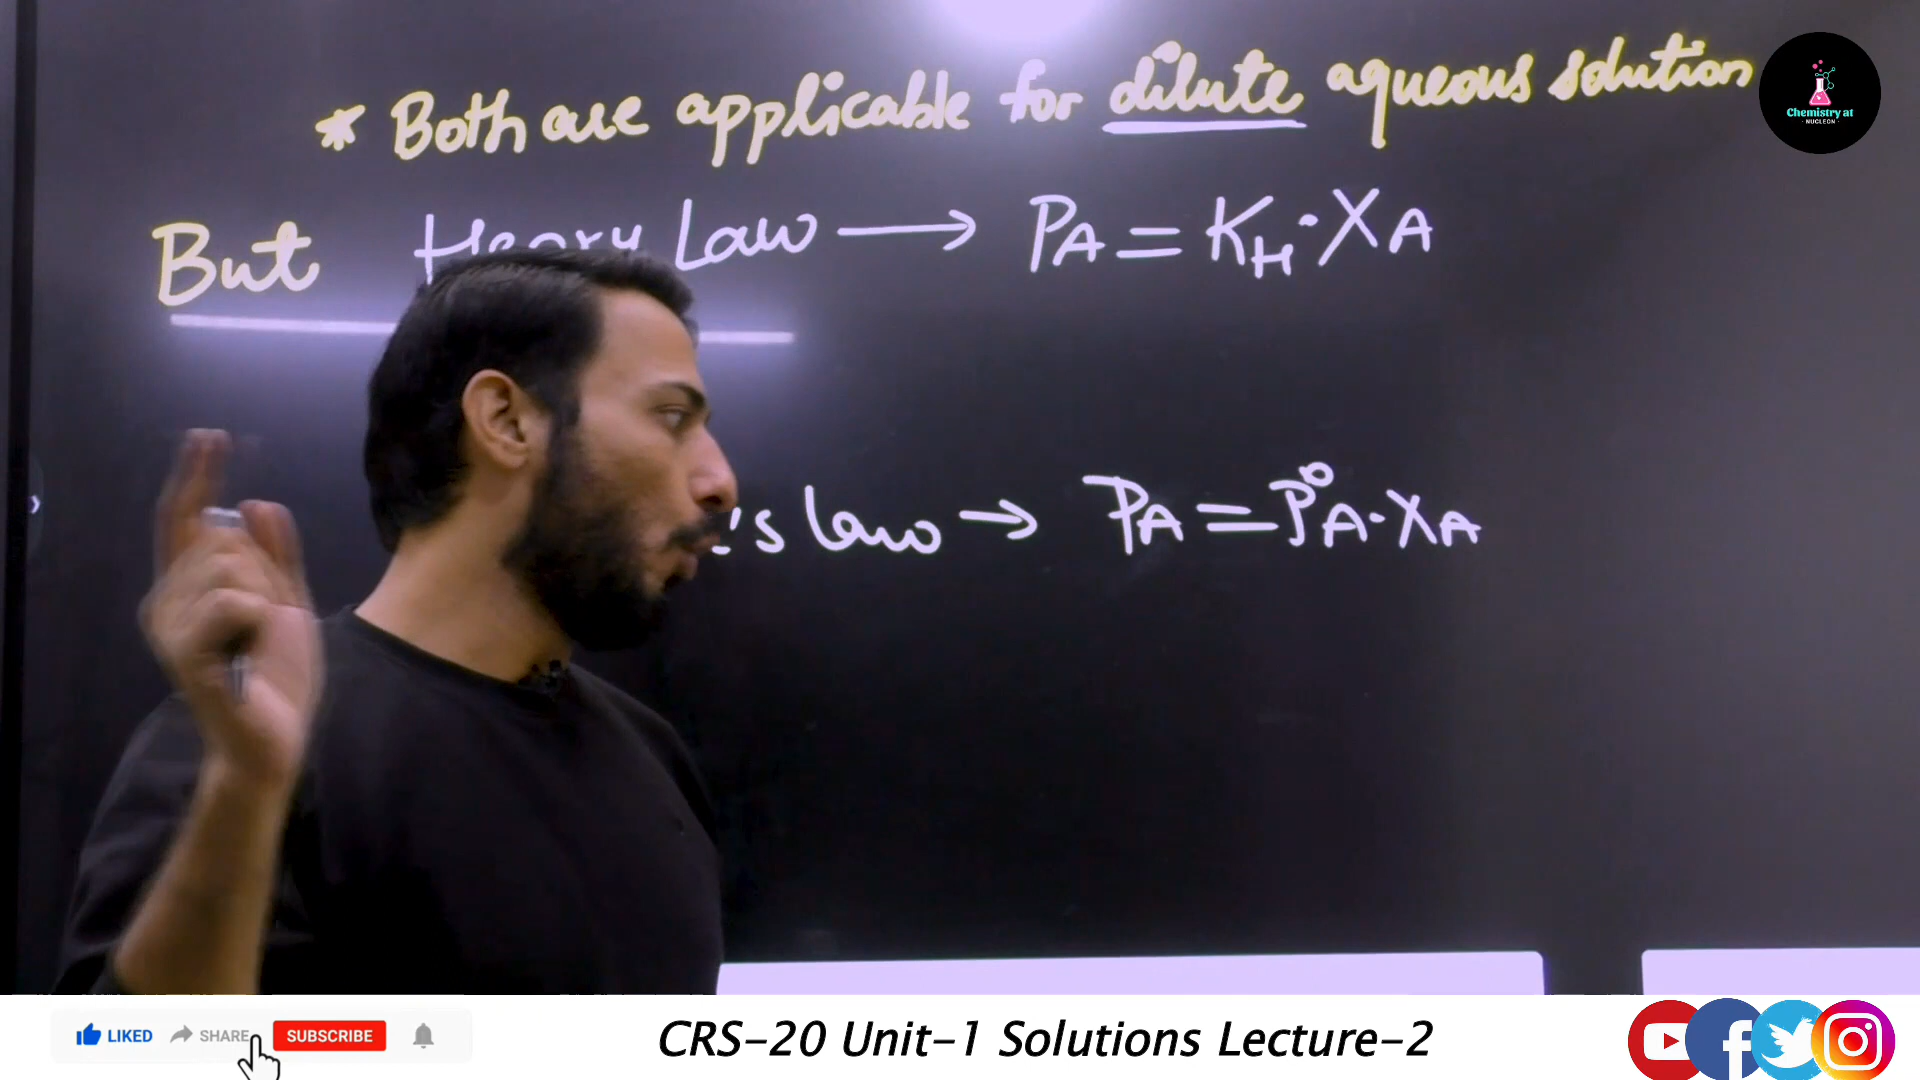 * Both are applicable for dilute aqueous solution
Chemistry at
NUCLEON
But Henry Law → PA = KH · XA
's law → PA = P°A · XA
LIKED SHARE SUBSCRIBE
CRS-20 Unit-1 Solutions Lecture-2